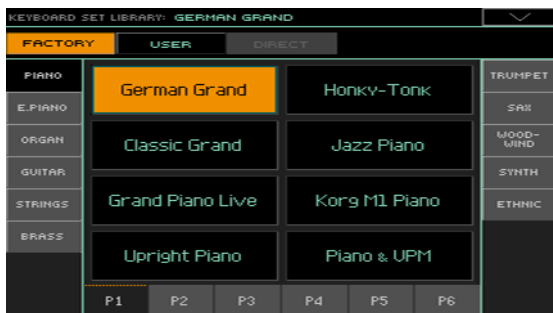 KEYBOARD SET LIBRARY: GERMAN GRAND
FACTORY USER DIRECT
PIANO
E.PIANO
ORGAN
GUITAR
STRINGS
BRASS
German Grand Honky-Tonk
Classic Grand Jazz Piano
Grand Piano Live Korg M1 Piano
Upright Piano Piano & UPM
TRUMPET
SAX
WOOD-
WIND
SYNTH
ETHNIC
P1 P2 P3 P4 P5 P6